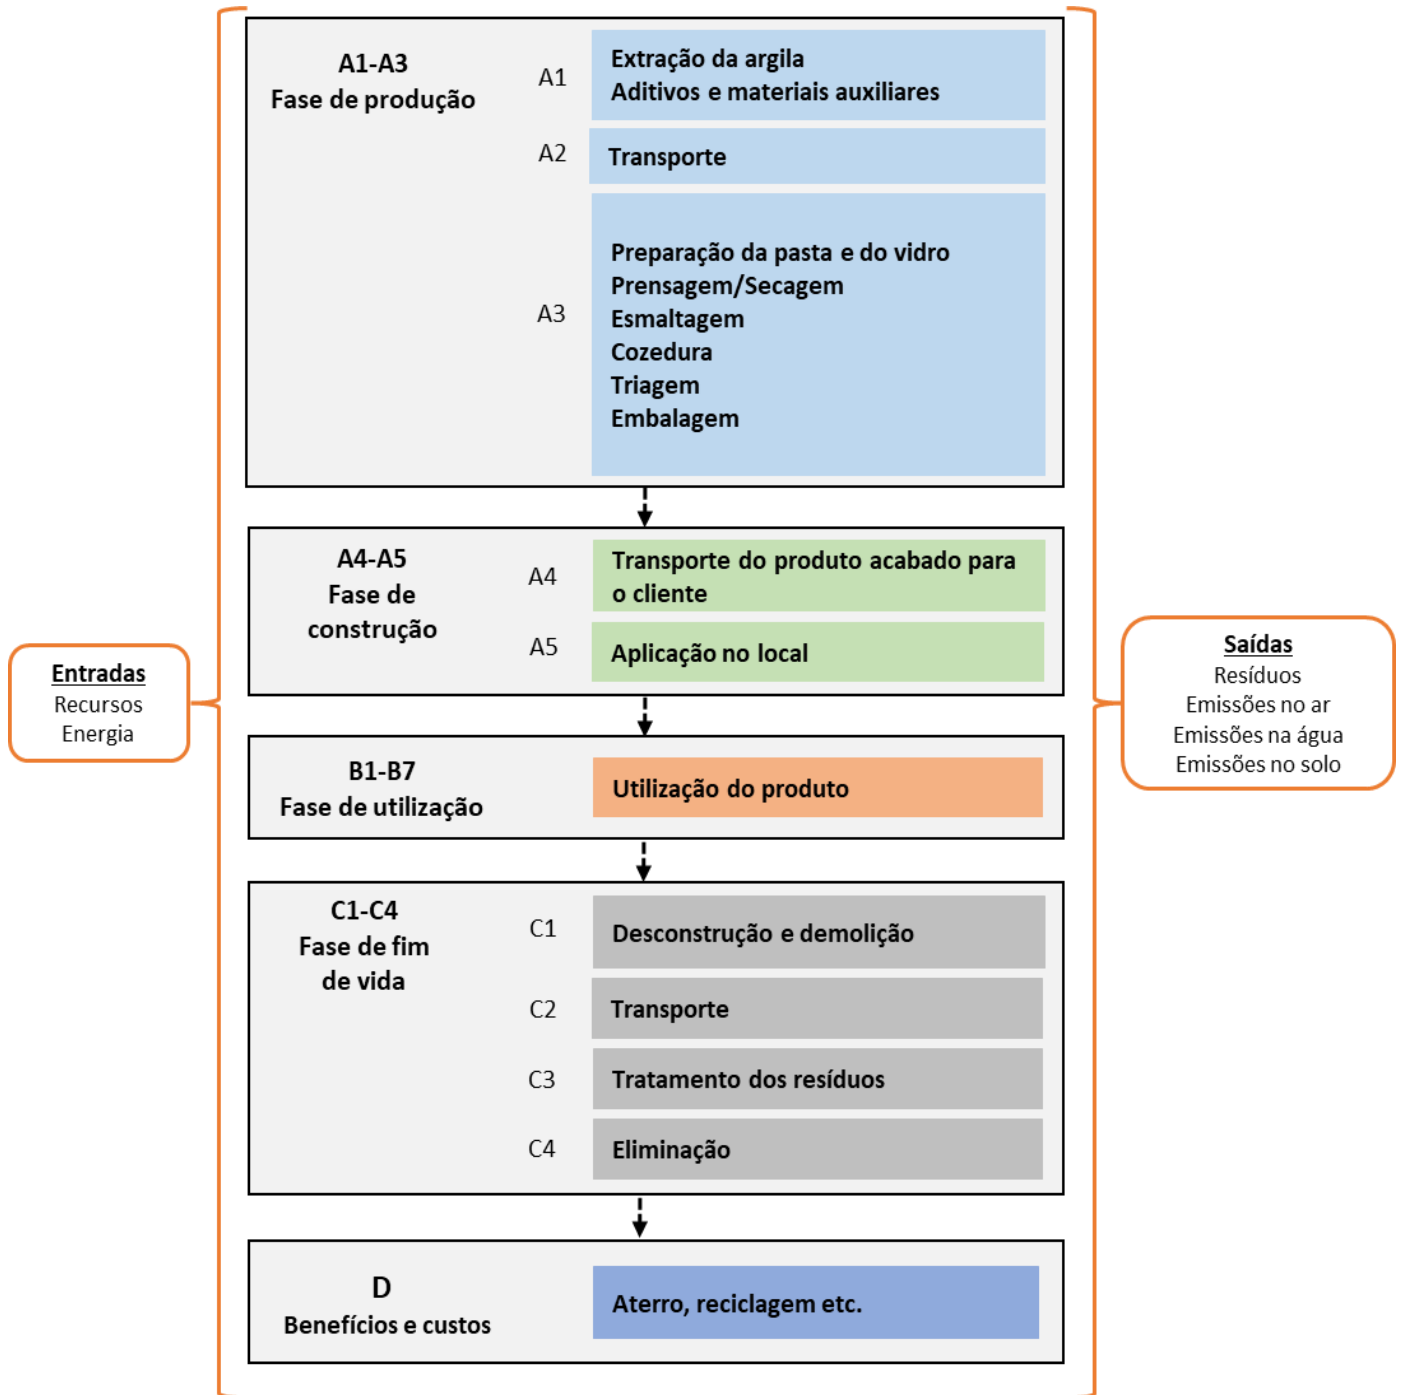 A1-A3
Fase de produção
A1
Extração da argila
Aditivos e materiais auxiliares
A2
Transporte
A3
Preparação da pasta e do vidro
Prensagem/Secagem
Esmaltagem
Cozedura
Triagem
Embalagem
A4-A5
Fase de
construção
A4
Transporte do produto acabado para
o cliente
A5
Aplicação no local
Entradas
Recursos
Energia
Saídas
Resíduos
Emissões no ar
Emissões na água
Emissões no solo
B1-B7
Fase de utilização
Utilização do produto
C1-C4
Fase de fim
de vida
C1
Desconstrução e demolição
C2
Transporte
C3
Tratamento dos resíduos
C4
Eliminação
D
Benefícios e custos
Aterro, reciclagem etc.